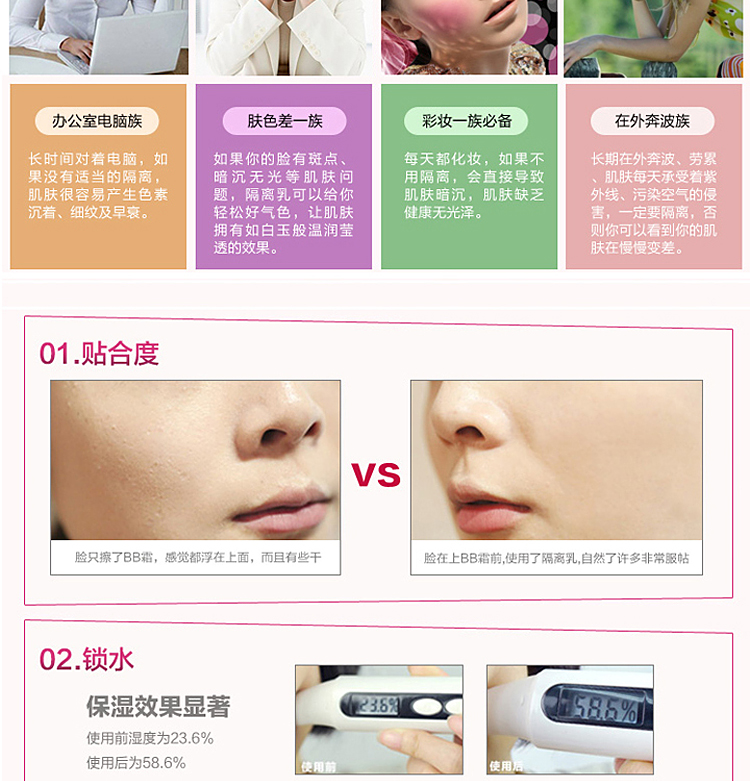 办公室电脑族
长时间对着电脑，如
果没有适当的隔离，
肌肤很容易产生色素
沉着、细纹及早衰。
肤色差一族
如果你的脸有斑点、
暗沉无光等肌肤问
题，隔离乳可以给你
轻松好气色，让肌肤
拥有如白玉般温润莹
透的效果。
彩妆一族必备
每天都化妆，如果不
用隔离，会直接导致
肌肤暗沉，肌肤缺乏
健康无光泽。
在外奔波族
长期在外奔波、劳累
、肌肤每天承受着紫
外线、污染空气的侵
害，一定要隔离，否
则你可以看到你的肌
肤在慢慢变差。
01.贴合度
vs
脸只擦了BB霜，感觉都浮在上面，而且有些干
脸在上BB霜前,使用了隔离乳,自然了许多非常服帖
02.锁水
保湿效果显著
使用前湿度为23.6%
使用后为58.6%
23.6%
使用前
58.6%
使用后